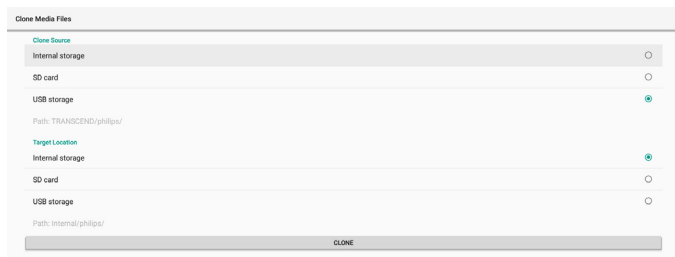 Clone Media Files
Clone Source
Internal storage
SD card
USB storage
Path: TRANSCEND/philips/
Target Location
Internal storage
SD card
USB storage
Path: internal/philips/
CLONE